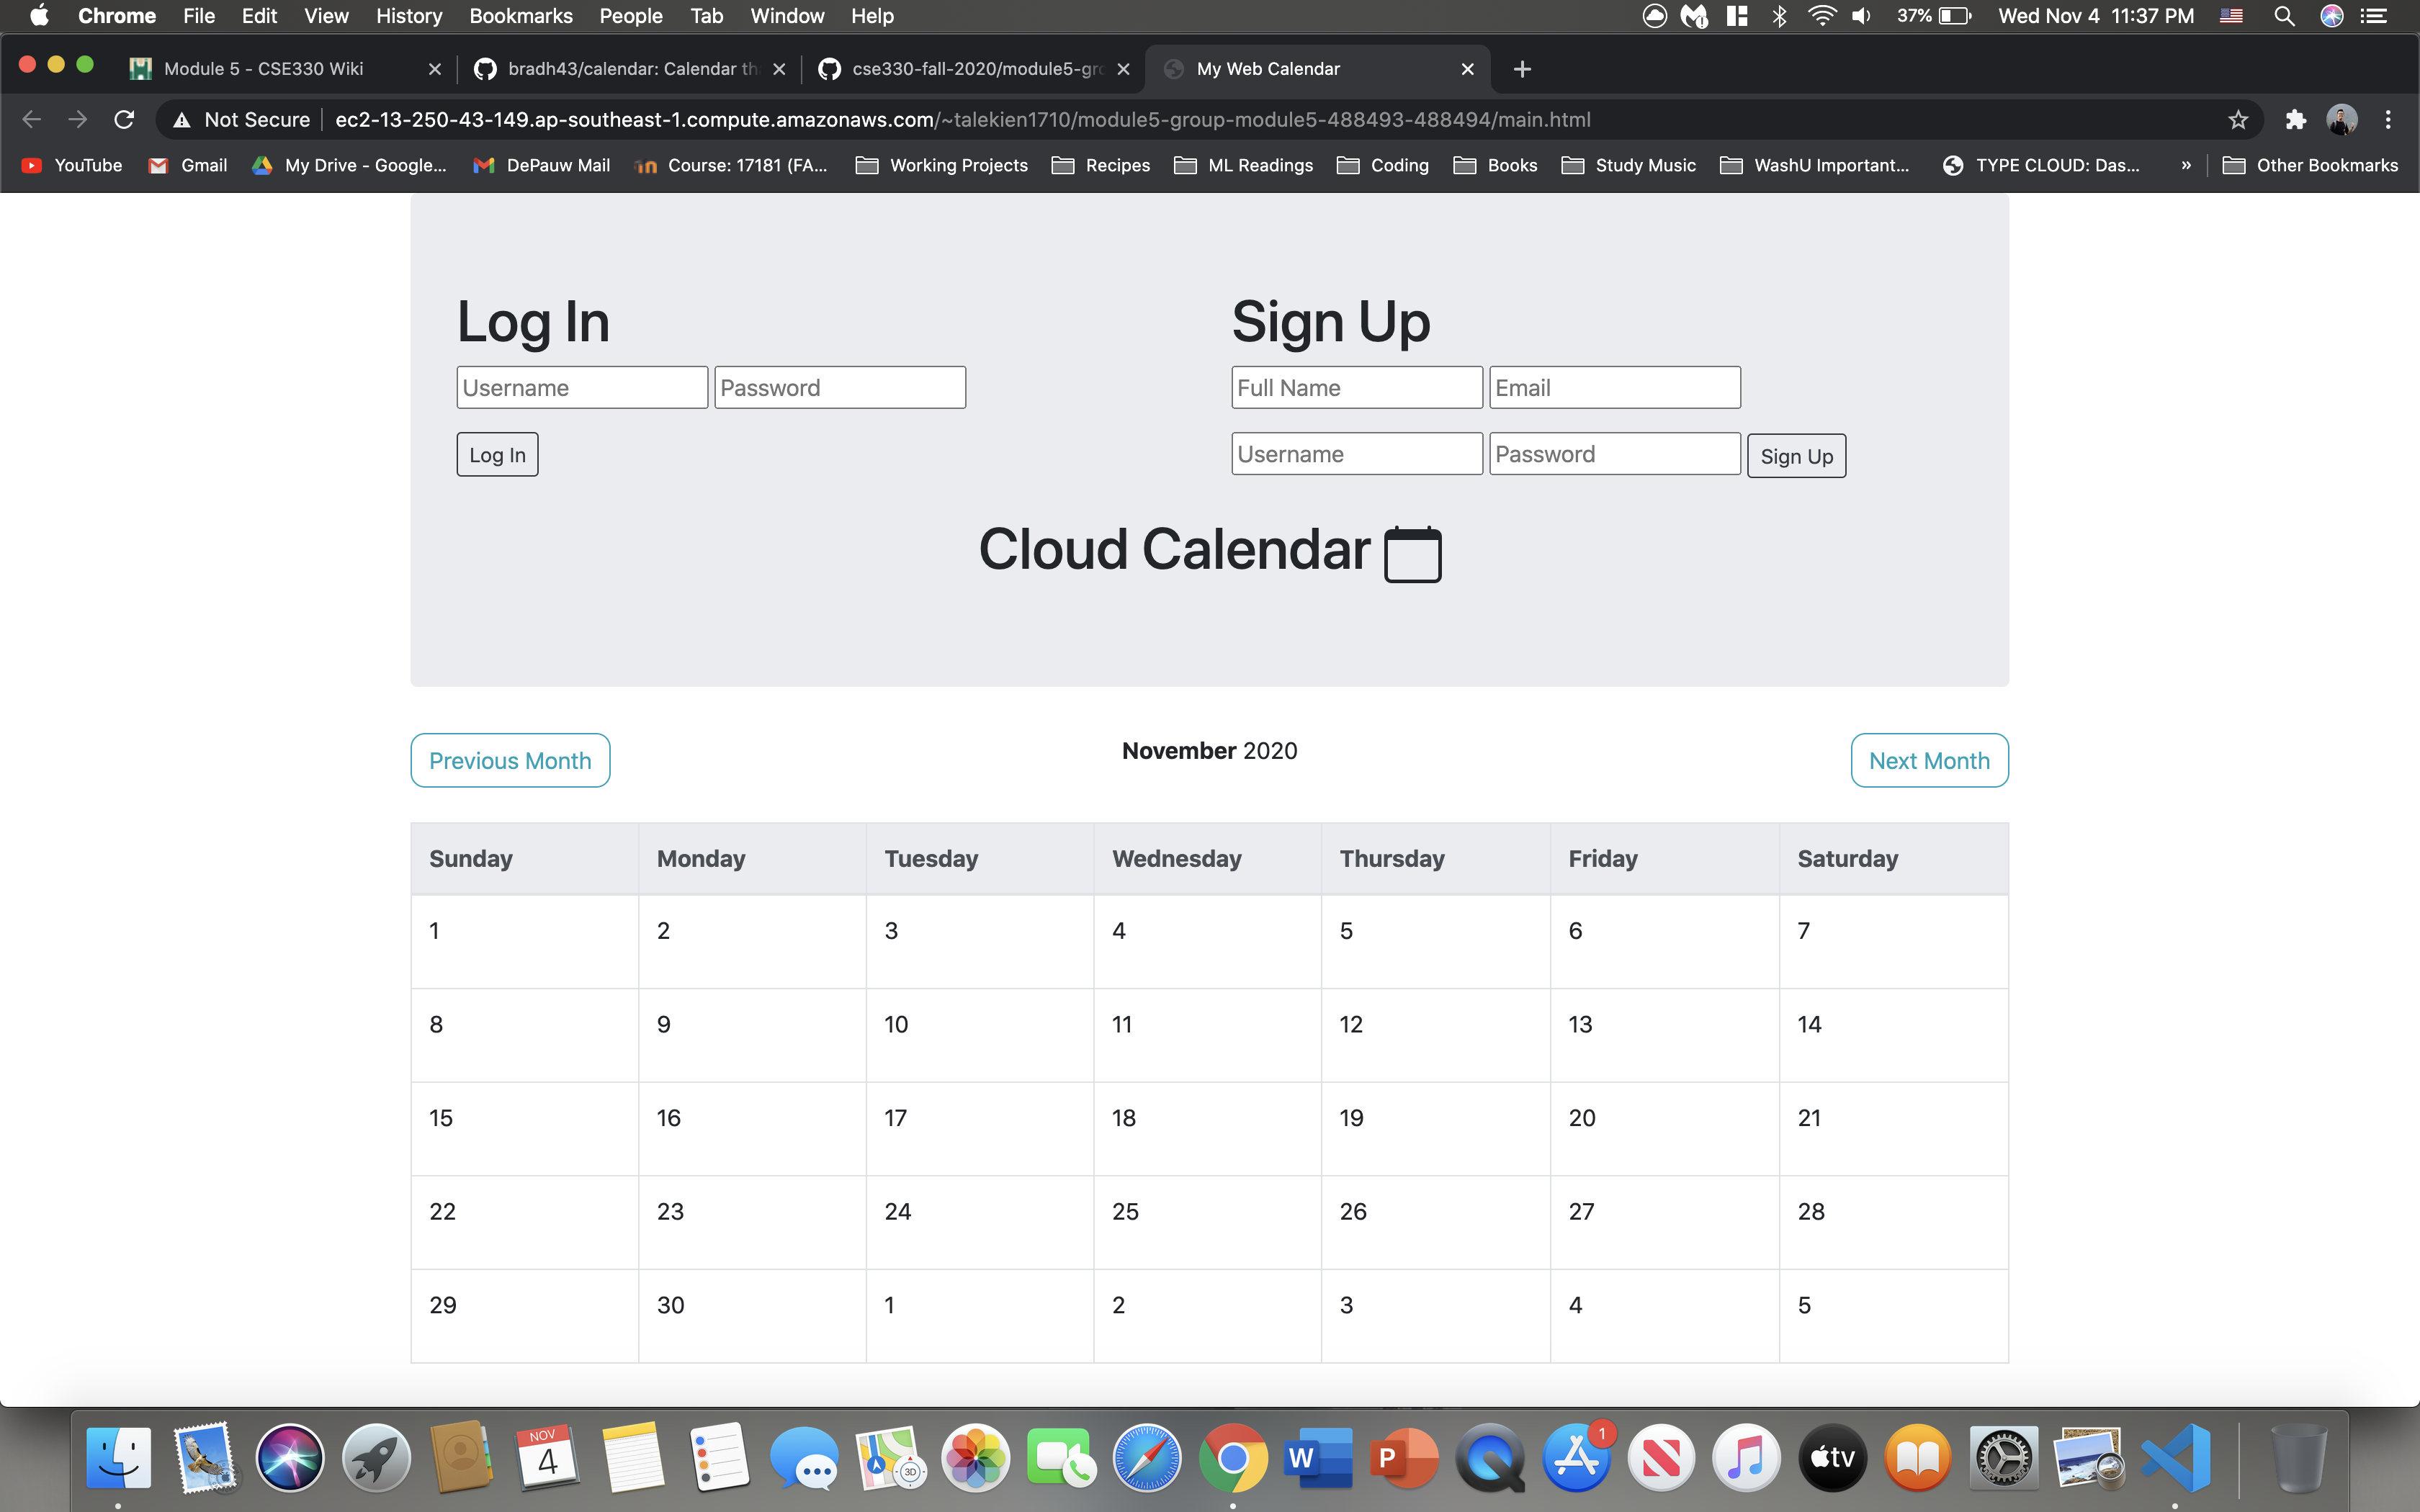 Chrome File Edit View History Bookmarks People Tab Window Help 37% Wed Nov 4 11:37 PM
Module 5 - CSE330 Wiki bradh43/calendar: Calendar th cse330-fall-2020/module5-gro My Web Calendar
Not Secure ec2-13-250-43-149.ap-southeast-1.compute.amazonaws.com/~talekien1710/module5-group-module5-488493-488494/main.html
YouTube Gmail My Drive - Google... DePauw Mail Course: 17181 (FA... Working Projects Recipes ML Readings Coding Books Study Music WashU Important... TYPE CLOUD: Das... » Other Bookmarks
Log In Sign Up
Username Password Full Name Email
Log In Username Password Sign Up
Cloud Calendar
Previous Month November 2020 Next Month
Sunday Monday Tuesday Wednesday Thursday Friday Saturday
1 2 3 4 5 6 7
8 9 10 11 12 13 14
15 16 17 18 19 20 21
22 23 24 25 26 27 28
29 30 1 2 3 4 5
NOV 4 3D W P 1 tv